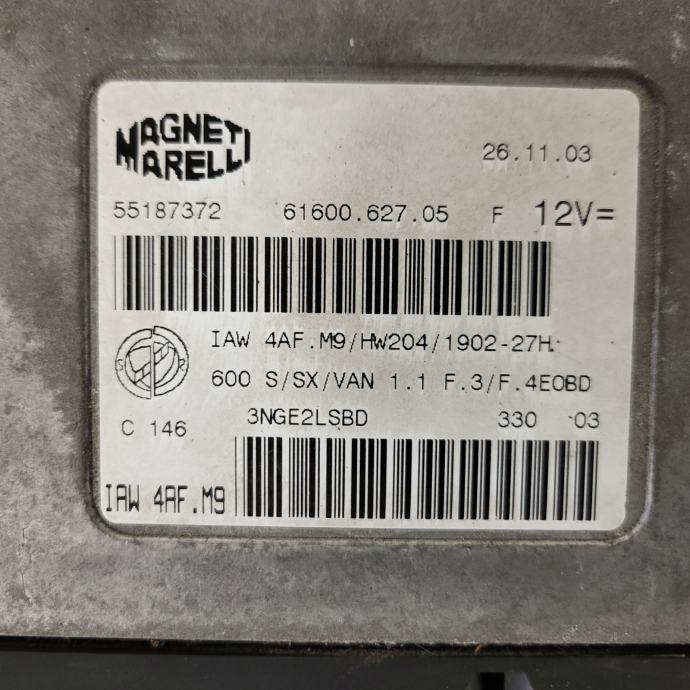 MAGNETI
MARELLI
26.11.03
55187372 61600.627.05 F 12V=
IAW 4AF.M9/HW204/1902-27H.
600 S/SX/VAN 1.1 F.3/F.4EOBD
C 146 3NGE2LSBD 330 03
IAW 4AF.M9